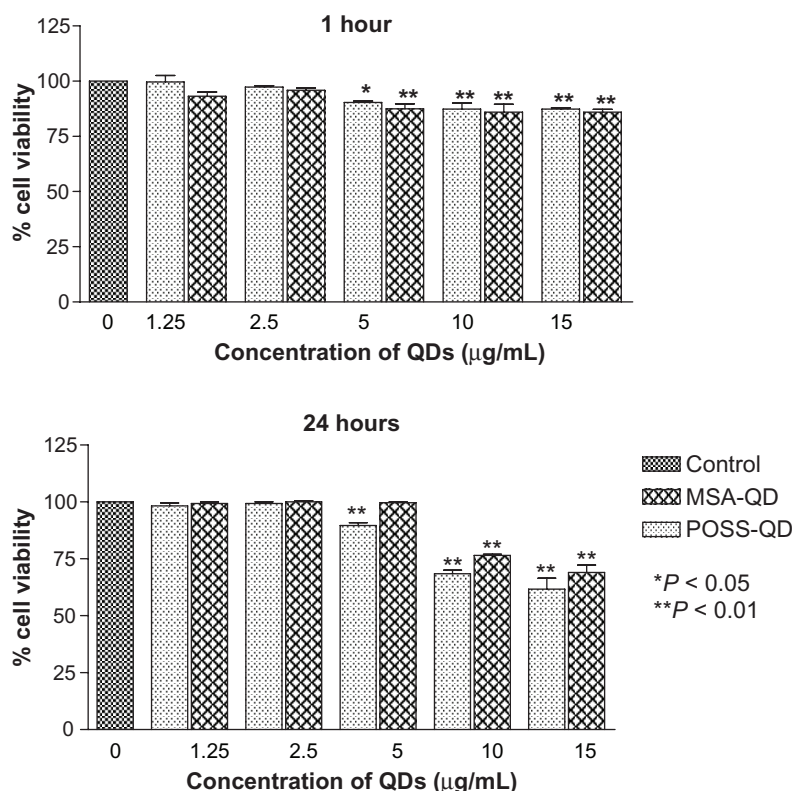 1 hour
125
100
75
50
25
0
% cell viability
* ** ** ** ** **
0 1.25 2.5 5 10 15
Concentration of QDs (μg/mL)
24 hours
125
100
75
50
25
0
% cell viability
** ** ** ** **
0 1.25 2.5 5 10 15
Concentration of QDs (μg/mL)
Control
MSA-QD
POSS-QD
*P < 0.05
**P < 0.01